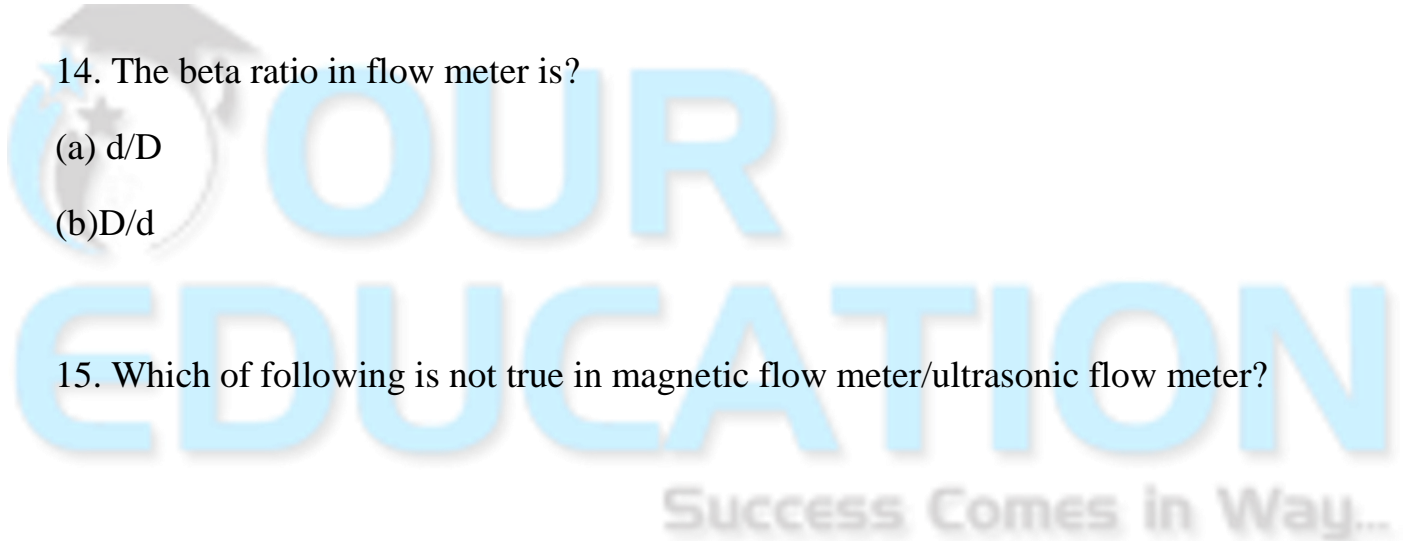 14. The beta ratio in flow meter is?
(a) d/D
(b)D/d
15. Which of following is not true in magnetic flow meter/ultrasonic flow meter?
OUR
EDUCATION
Success Comes in Way...